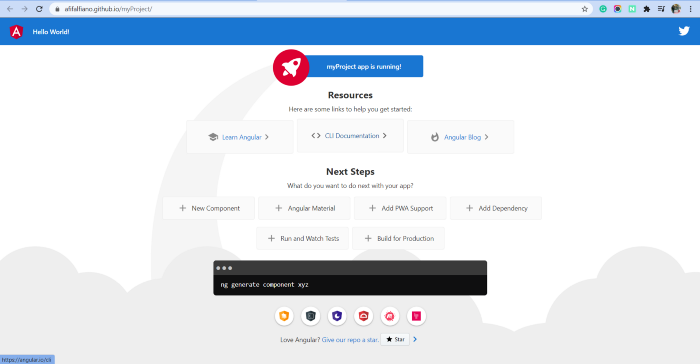 afifalfiano.github.io/myProject/
Hello World!
myProject app is running!
Resources
Here are some links to help you get started:
Learn Angular
CLI Documentation
Angular Blog
Next Steps
What do you want to do next with your app?
New Component
Angular Material
Add PWA Support
Add Dependency
Run and Watch Tests
Build for Production
ng generate component xyz
Love Angular? Give our repo a star. Star
https://angular.io/cli